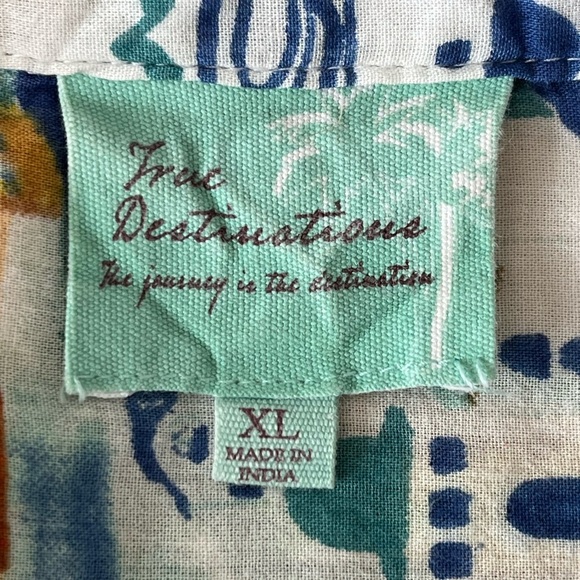 True
Destinations
The journey is the destination
XL
MADE IN
INDIA